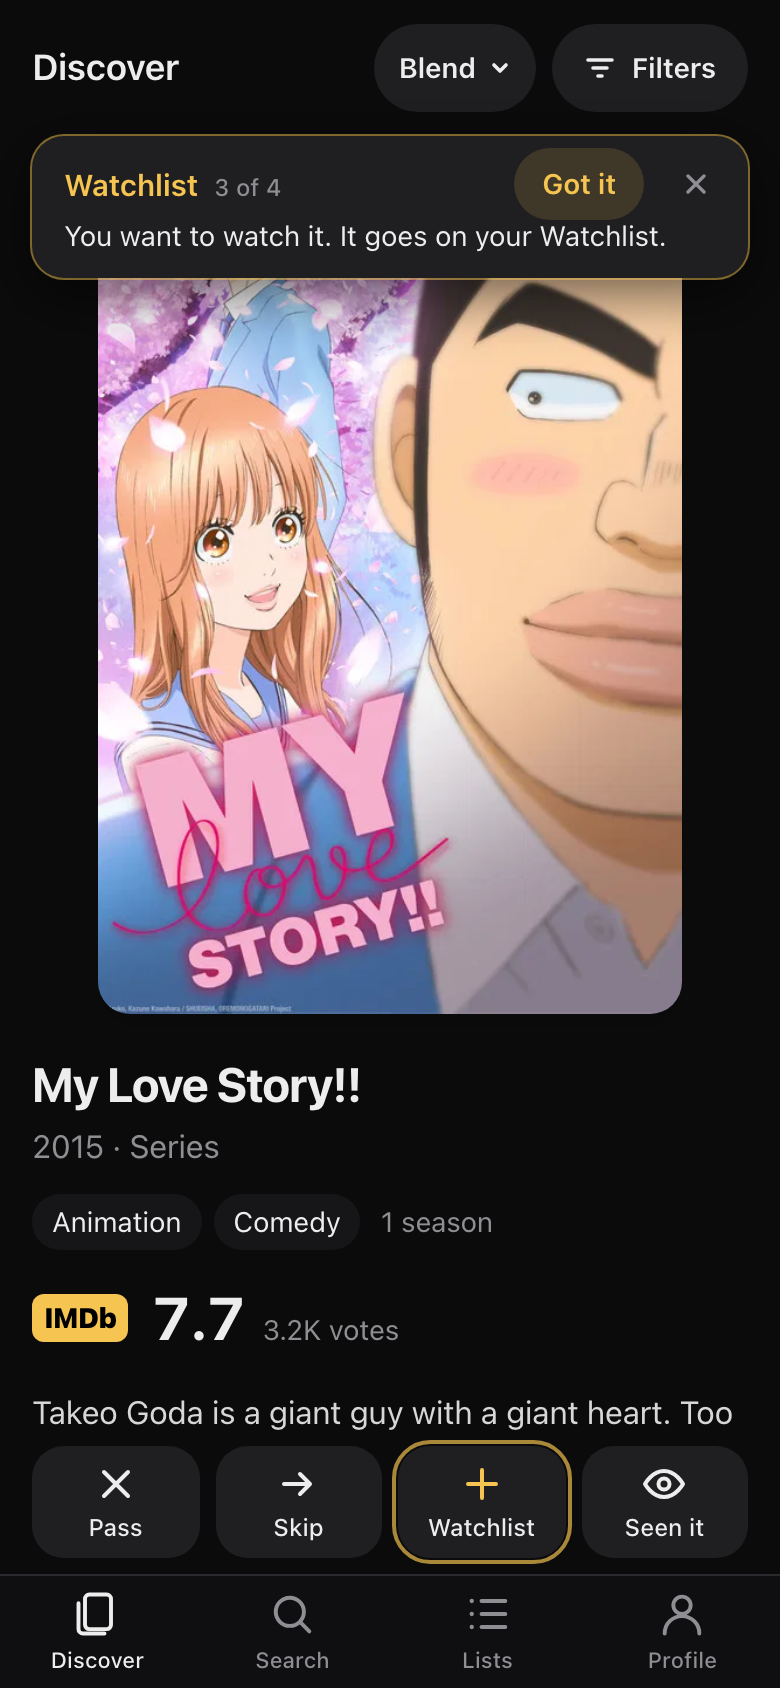 Discover
Blend
Filters
Watchlist 3 of 4
Got it
You want to watch it. It goes on your Watchlist.
MY
love
STORY!!
My Love Story!!
2015 · Series
Animation Comedy 1 season
IMDb 7.7 3.2K votes
Takeo Goda is a giant guy with a giant heart. Too
Pass Skip Watchlist Seen it
Discover Search Lists Profile